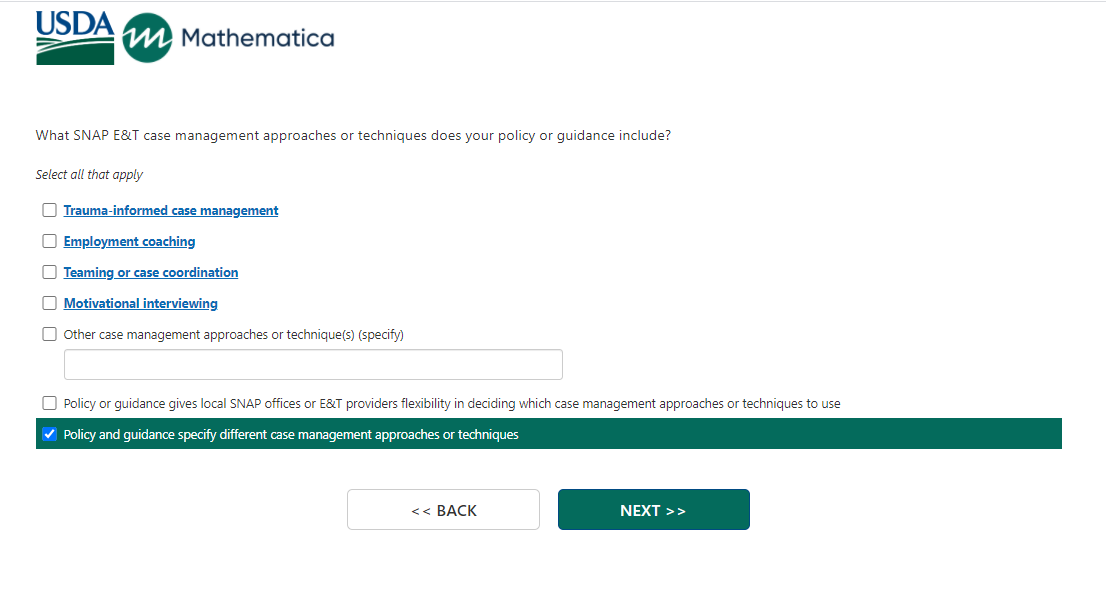 USDA Mathematica
What SNAP E&T case management approaches or techniques does your policy or guidance include?
Select all that apply
Trauma-informed case management
Employment coaching
Teaming or case coordination
Motivational interviewing
Other case management approaches or technique(s) (specify)
Policy or guidance gives local SNAP offices or E&T providers flexibility in deciding which case management approaches or techniques to use
Policy and guidance specify different case management approaches or techniques
<< BACK NEXT >>